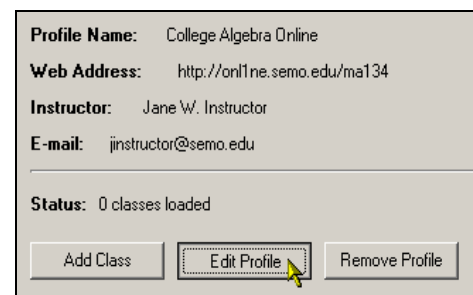 Profile Name: College Algebra Online
Web Address: http://onl1ne.semo.edu/ma134
Instructor: Jane W. Instructor
E-mail: jinstructor@semo.edu
Status: 0 classes loaded
Add Class Edit Profile Remove Profile